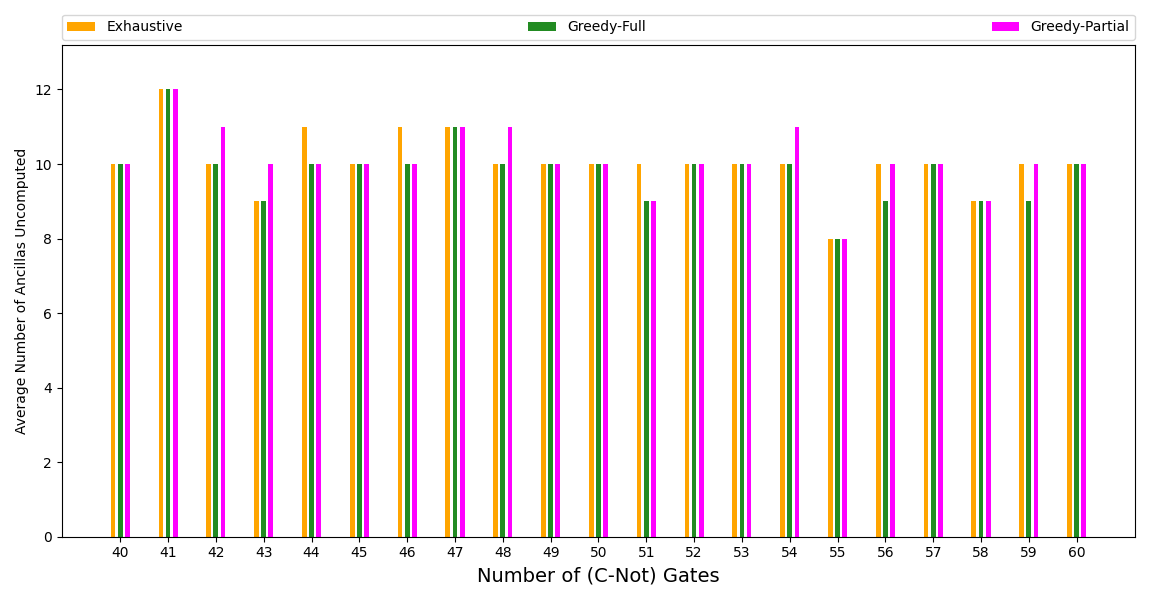 Exhaustive Greedy-Full Greedy-Partial
Average Number of Ancillas Uncomputed
12
10
8
6
4
2
0
40 41 42 43 44 45 46 47 48 49 50 51 52 53 54 55 56 57 58 59 60
Number of (C-Not) Gates